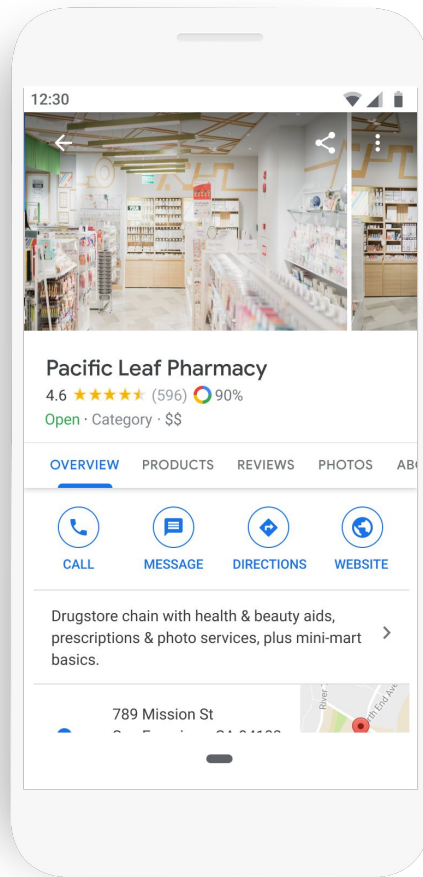 12:30
Pacific Leaf Pharmacy
4.6 (596) 90%
Open · Category · $$
OVERVIEW PRODUCTS REVIEWS PHOTOS
CALL MESSAGE DIRECTIONS WEBSITE
Drugstore chain with health & beauty aids,
prescriptions & photo services, plus mini-mart
basics.
789 Mission St
River